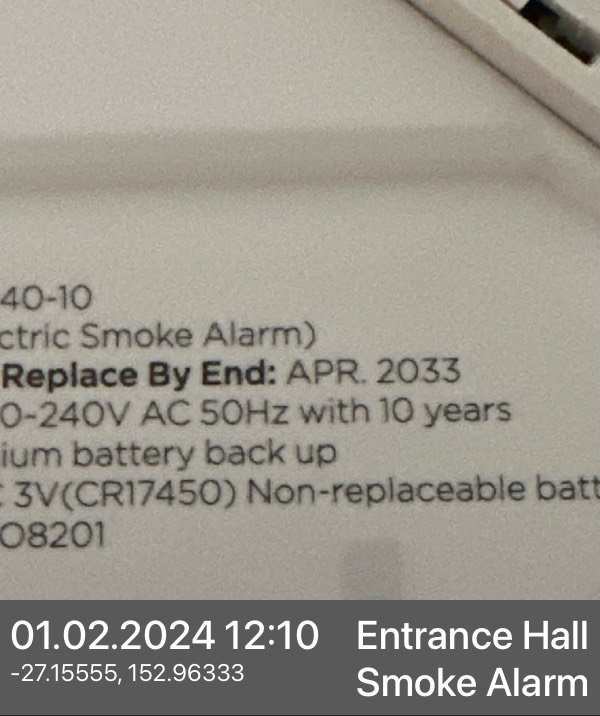 40-10
ctric Smoke Alarm)
Replace By End: APR. 2033
0-240V AC 50Hz with 10 years
ium battery back up
C 3V(CR17450) Non-replaceable batt
O8201
01.02.2024 12:10
-27.15555, 152.96333
Entrance Hall
Smoke Alarm